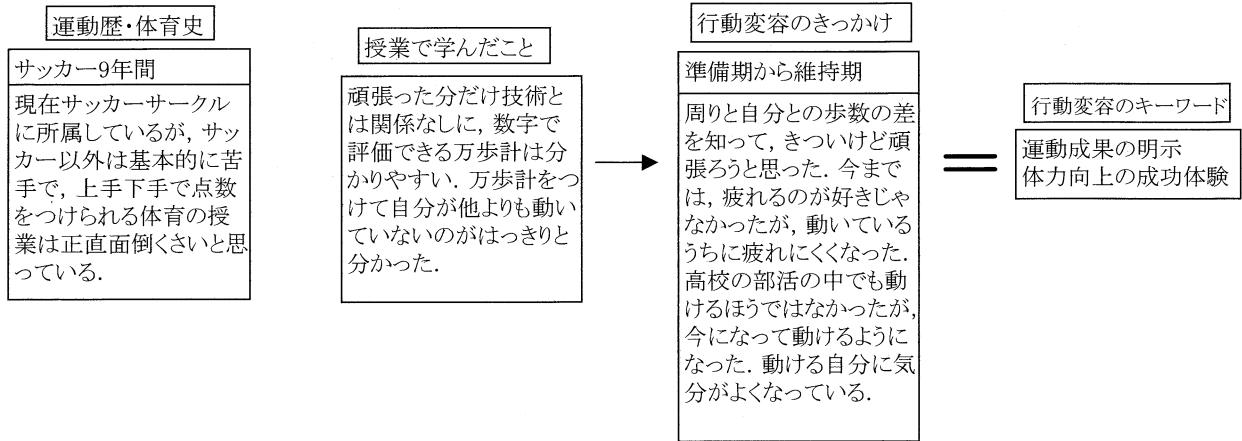 運動歴・体育史
サッカー9年間
現在サッカーサークル
に所属しているが，サッ
カー以外は基本的に苦
手で，上手下手で点数
をつけられる体育の授
業は正直面倒くさいと思
っている．
授業で学んだこと
頑張った分だけ技術と
は関係なしに，数字で
評価できる万歩計は分
かりやすい．万歩計をつ
けて自分が他よりも動い
ていないのがはっきりと
分かった．
行動変容のきっかけ
準備期から維持期
周りと自分との歩数の差
を知って，きついけど頑
張ろうと思った．今まで
は，疲れるのが好きじゃ
なかったが，動いている
うちに疲れにくくなった．
高校の部活の中でも動
けるほうではなかったが，
今になって動けるように
なった．動ける自分に気
分がよくなっている．
行動変容のキーワード
運動成果の明示
体力向上の成功体験